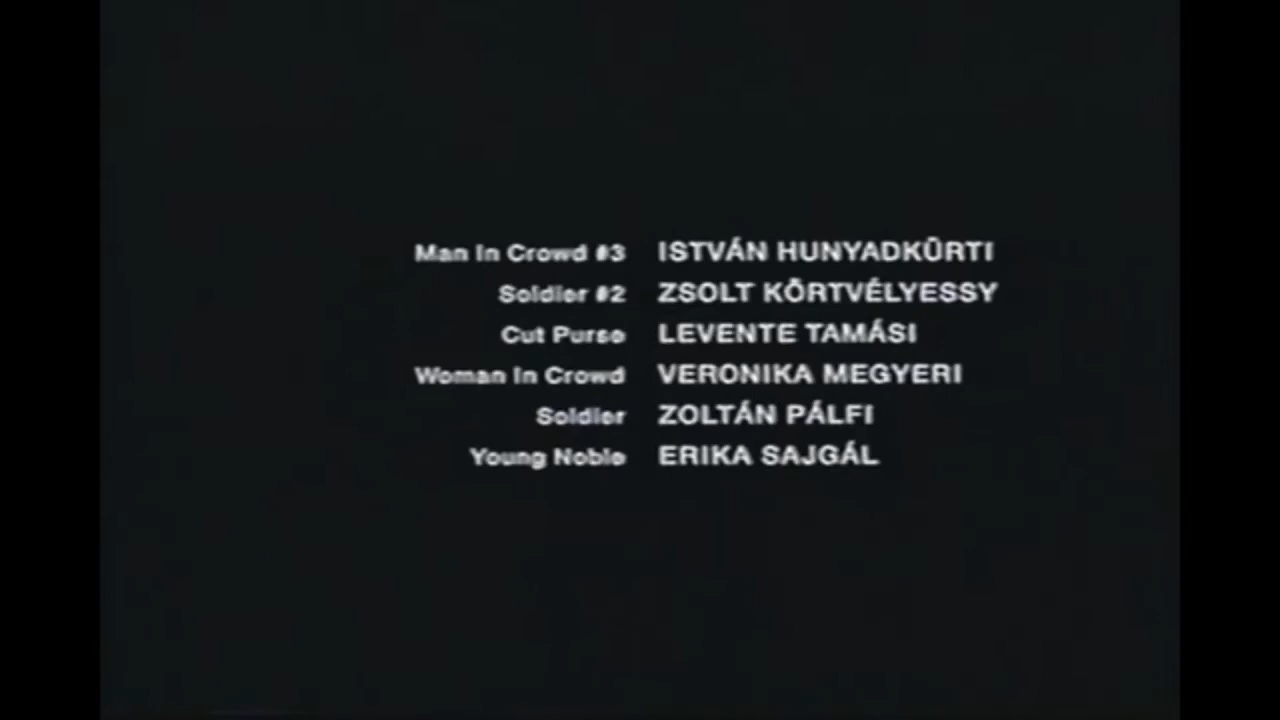 Man In Crowd #3 ISTVÁN HUNYADKÜRTI
Soldier #2 ZSOLT KÖRTVÉLYESSY
Cut Purse LEVENTE TAMÁSI
Woman In Crowd VERONIKA MEGYERI
Soldier ZOLTÁN PÁLFI
Young Noble ERIKA SAJGÁL